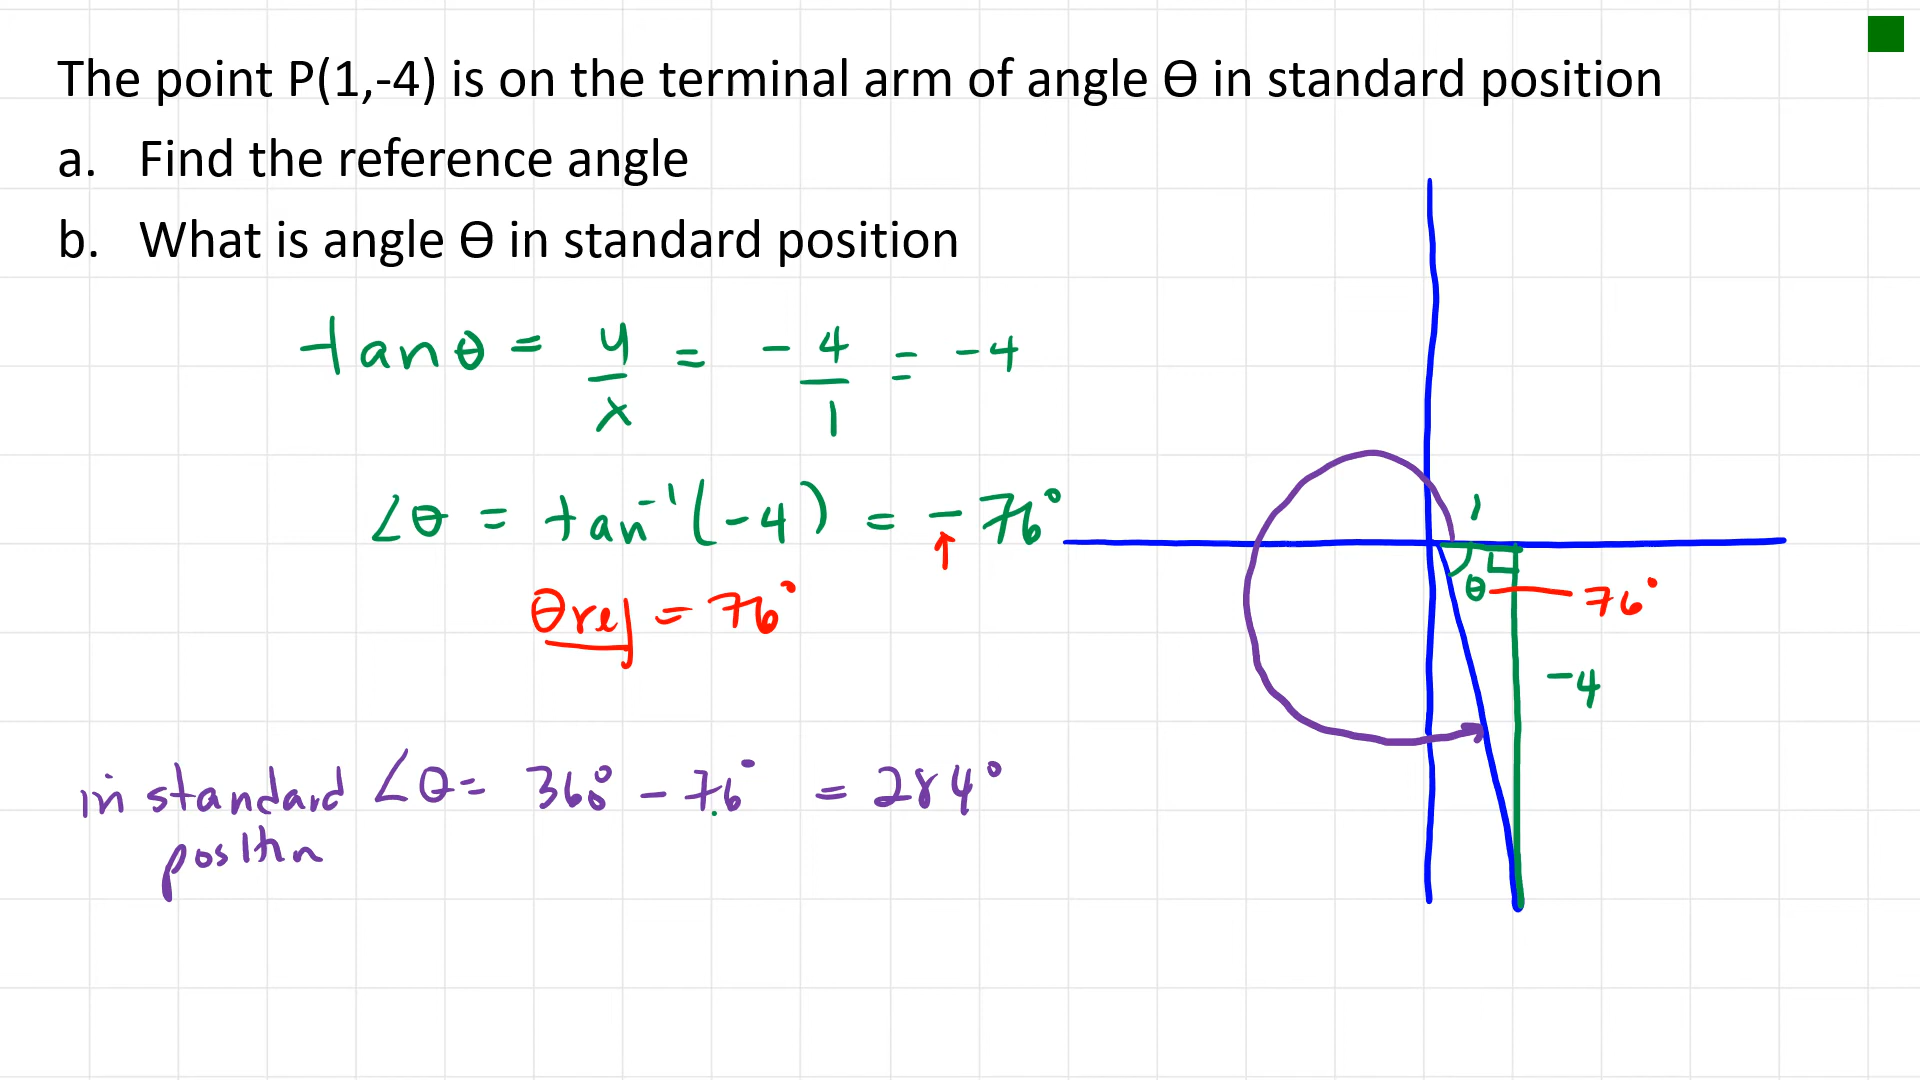 The point P(1,-4) is on the terminal arm of angle Ө in standard position
a. Find the reference angle
b. What is angle Ө in standard position
tanθ = y/x = -4/1 = -4
∠θ = tan⁻¹(-4) = -76°
θref = 76°
1
θ 76°
-4
in standard ∠θ = 360° - 76° = 284°
positin